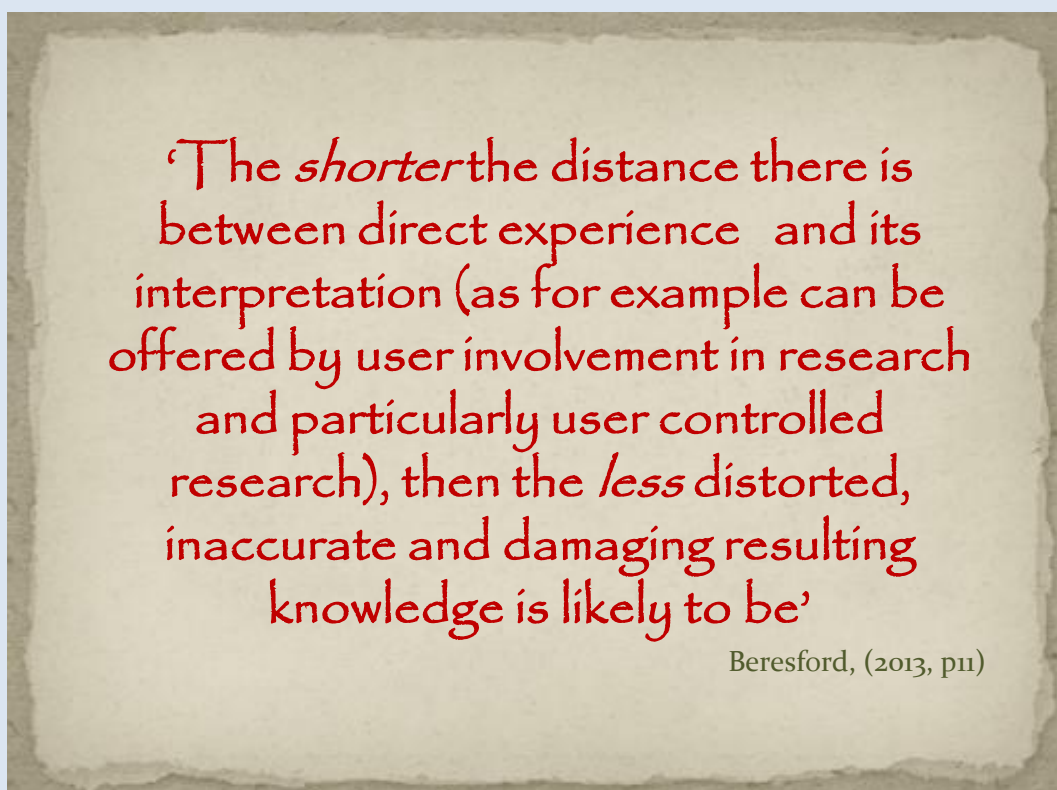 ‘The shorter the distance there is
between direct experience   and its
interpretation (as for example can be
offered by user involvement in research
and particularly user controlled
research), then the less distorted,
inaccurate and damaging resulting
knowledge is likely to be’
Beresford, (2013, p11)